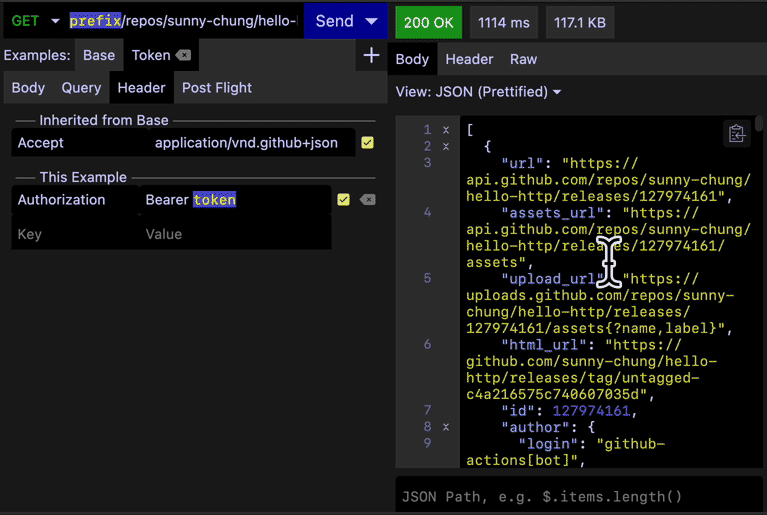 GET prefix/repos/sunny-chung/hello- Send
200 OK 1114 ms 117.1 KB
Examples: Base Token +
Body Query Header Post Flight
Inherited from Base
Accept application/vnd.github+json
This Example
Authorization Bearer token
Key Value
Body Header Raw
View: JSON (Prettified)
1 [
2 {
3 "url": "https://
api.github.com/repos/sunny-chung/
hello-http/releases/127974161",
4 "assets_url": "https://
api.github.com/repos/sunny-chung/
hello-http/releases/127974161/
assets",
5 "upload_url": "https://
uploads.github.com/repos/sunny-
chung/hello-http/releases/
127974161/assets{?name,label}",
6 "html_url": "https://
github.com/sunny-chung/hello-
http/releases/tag/untagged-
c4a216575c740607035d",
7 "id": 127974161,
8 "author": {
9 "login": "github-
actions[bot]",
JSON Path, e.g. $.items.length()